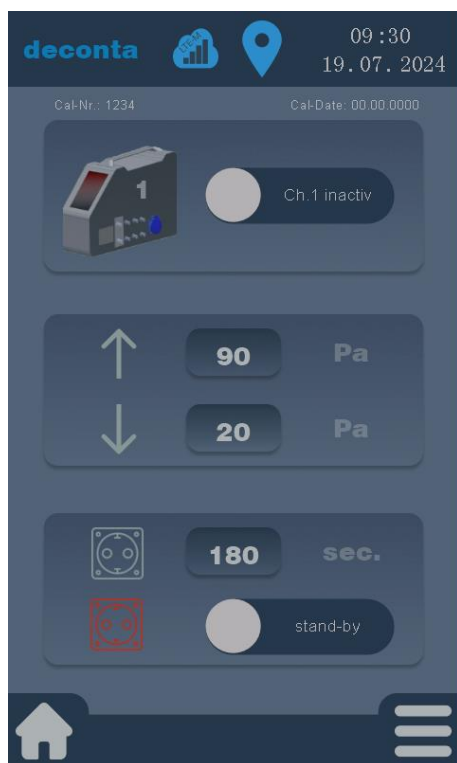 deconta LTE-M 09:30
19.07.2024
Cal-Nr.: 1234 Cal-Date: 00.00.0000
1 Ch.1 inactiv
90 Pa
20 Pa
180 sec.
stand-by